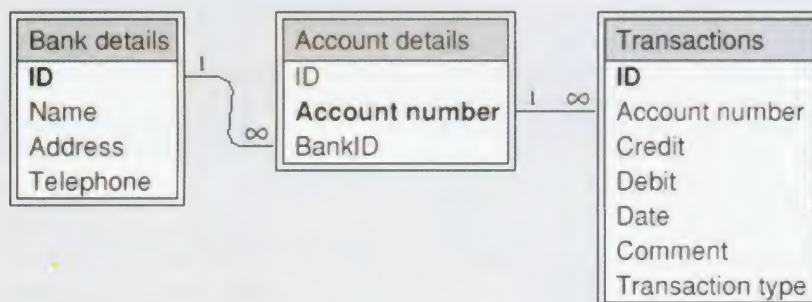 Bank details
ID
Name
Address
Telephone
1
∞
Account details
ID
Account number
BankID
1 ∞
Transactions
ID
Account number
Credit
Debit
Date
Comment
Transaction type